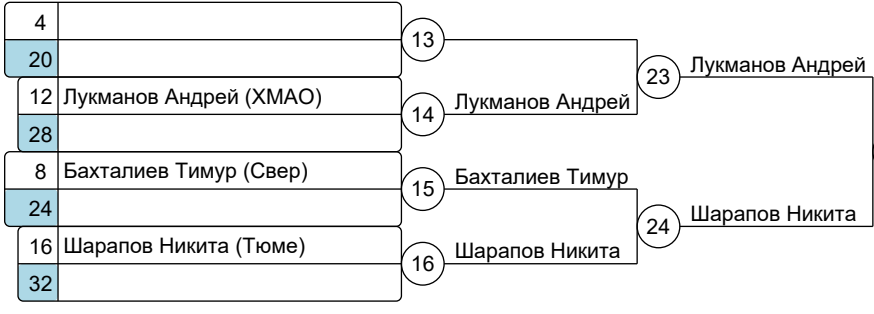 4
13
20
23
Лукманов Андрей
12 Лукманов Андрей (ХМАО)
14
Лукманов Андрей
28
8 Бахталиев Тимур (Свер)
15
Бахталиев Тимур
24
24
Шарапов Никита
16 Шарапов Никита (Тюме)
16
Шарапов Никита
32